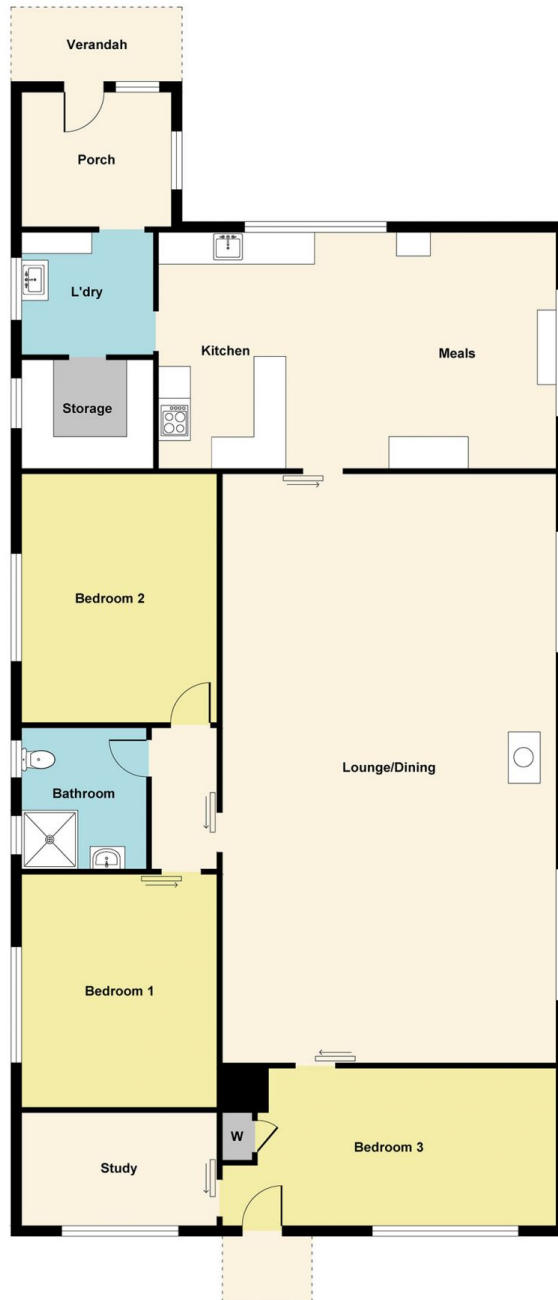 Verandah
Porch
L'dry
Kitchen
Meals
Storage
Bedroom 2
Bathroom
Lounge/Dining
Bedroom 1
W
Bedroom 3
Study